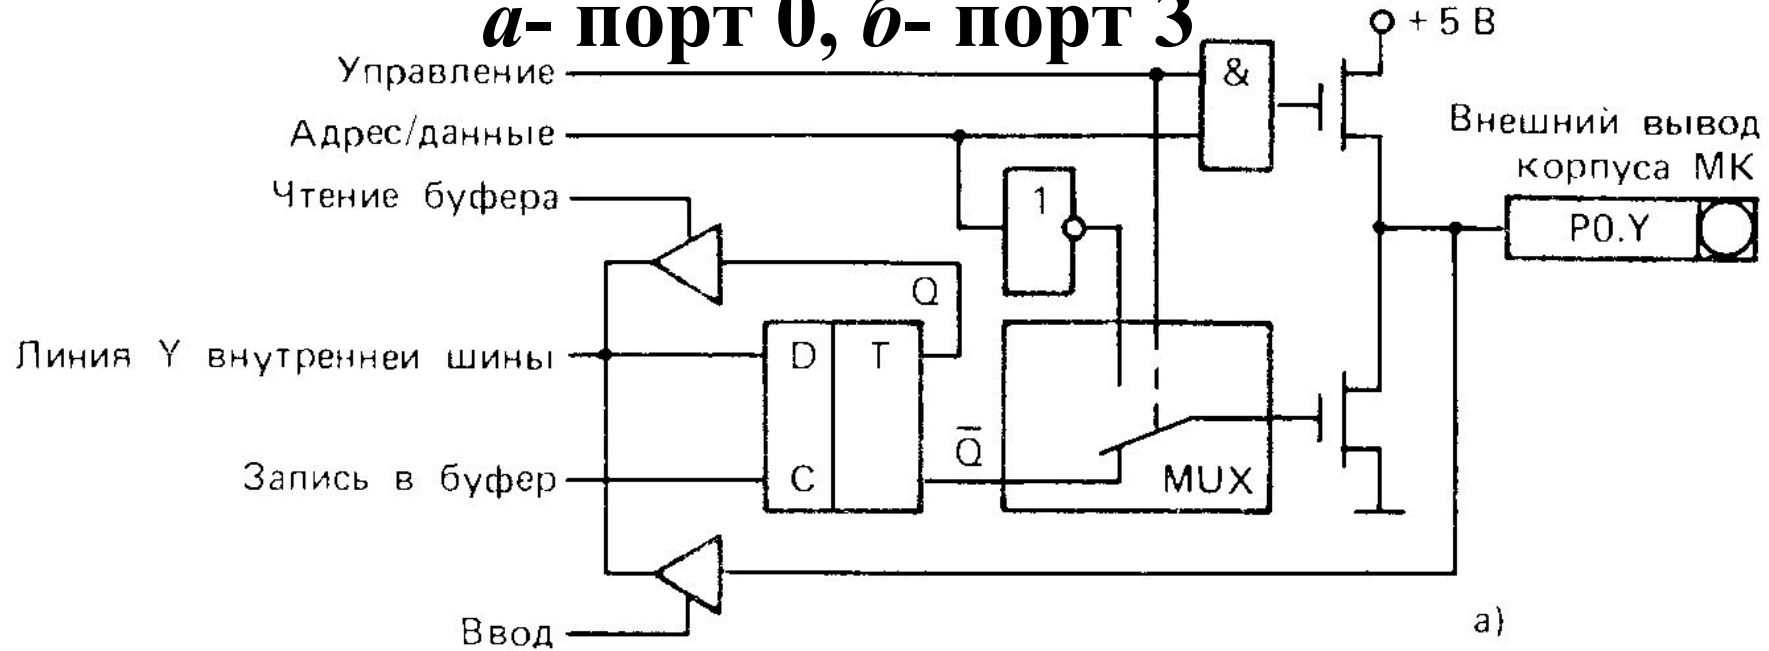 а- порт 0, б- порт 3
+ 5 В
Управление
&
Адрес/данные
Внешний вывод
корпуса МК
Чтение буфера
1
P0.Y
Q
Линия Y внутреннеи шины
D T
Q̅
Запись в буфер
C
MUX
Ввод
а)